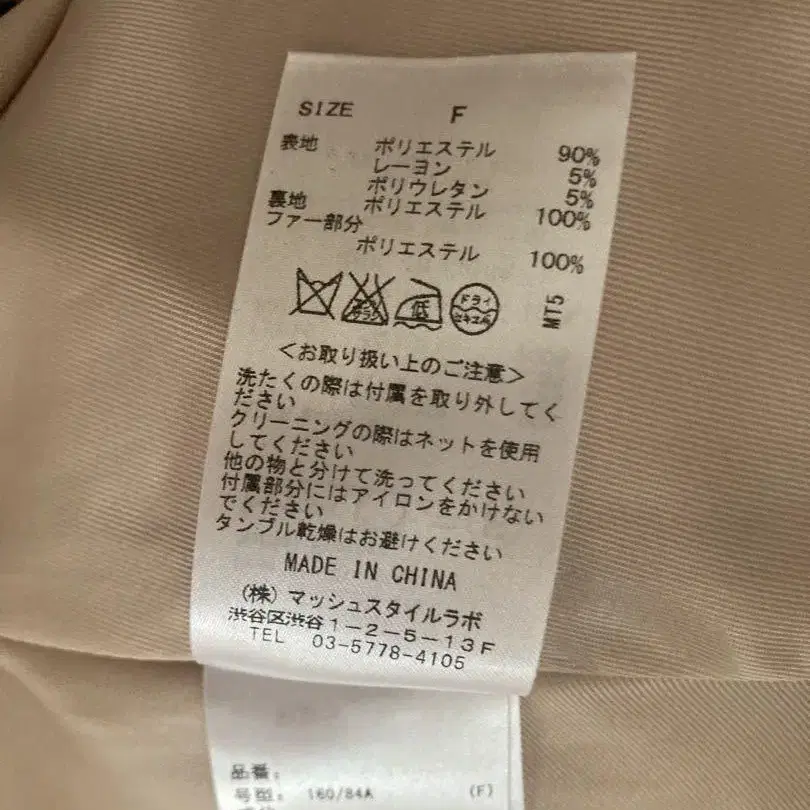 SIZE F
表地 ポリエステル 90%
レーヨン 5%
ポリウレタン 5%
裏地 ポリエステル 100%
ファー部分
ポリエステル 100%
低 ドライ セキユ系
MT5
＜お取り扱い上のご注意＞
洗たくの際は付属を取り外してく
ださい
クリーニングの際はネットを使用
してください
他の物と分けて洗ってください
付属部分にはアイロンをかけない
でください
タンブル乾燥はお避けください
MADE IN CHINA
(株) マッシュスタイルラボ
渋谷区渋谷1－2－5－13F
TEL 03-5778-4105
品番:
号型: 160/84A (F)